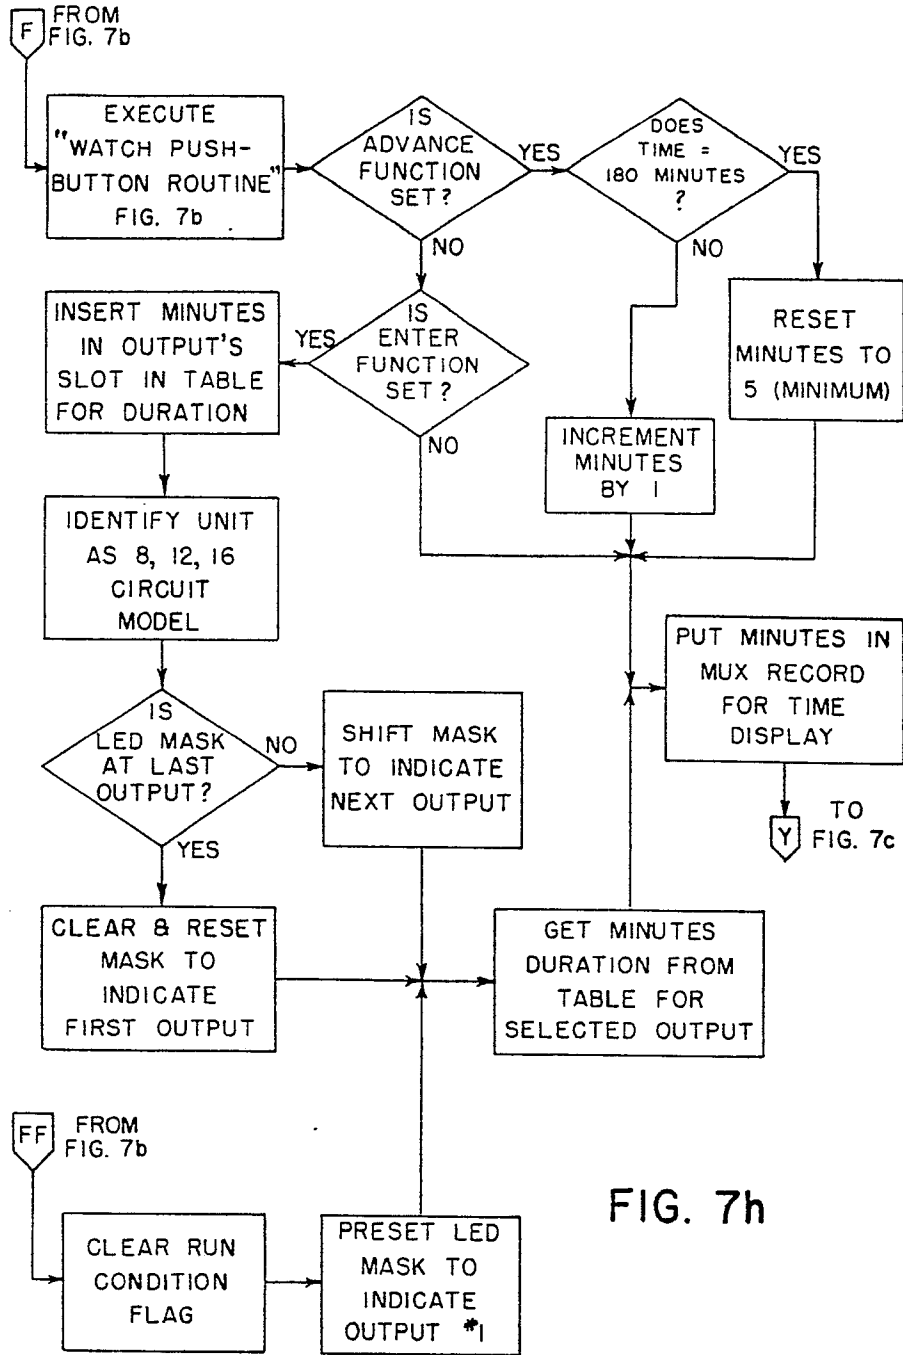 F
FROM
FIG. 7b
EXECUTE
"WATCH PUSH-
BUTTON ROUTINE"
FIG. 7b
IS
ADVANCE
FUNCTION
SET?
YES
NO
DOES
TIME =
180 MINUTES
?
YES
NO
RESET
MINUTES TO
5 (MINIMUM)
INCREMENT
MINUTES
BY 1
IS
ENTER
FUNCTION
SET?
YES
NO
INSERT MINUTES
IN OUTPUT'S
SLOT IN TABLE
FOR DURATION
IDENTIFY UNIT
AS 8, 12, 16
CIRCUIT
MODEL
IS
LED MASK
AT LAST
OUTPUT?
NO
YES
SHIFT MASK
TO INDICATE
NEXT OUTPUT
PUT MINUTES IN
MUX RECORD
FOR TIME
DISPLAY
Y
TO
FIG. 7c
CLEAR & RESET
MASK TO
INDICATE
FIRST OUTPUT
GET MINUTES
DURATION FROM
TABLE FOR
SELECTED OUTPUT
FF
FROM
FIG. 7b
CLEAR RUN
CONDITION
FLAG
PRESET LED
MASK TO
INDICATE
OUTPUT #1
FIG. 7h